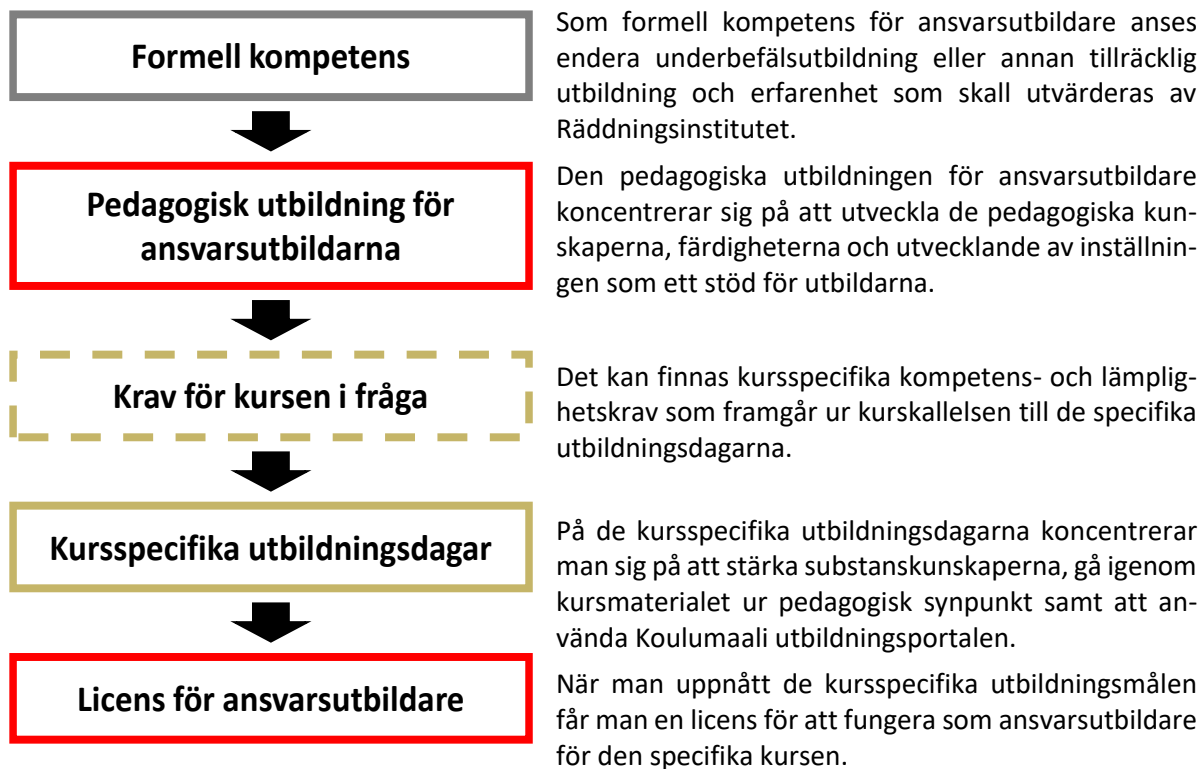 Formell kompetens
Som formell kompetens för ansvarsutbildare anses
endera underbefälsutbildning eller annan tillräcklig
utbildning och erfarenhet som skall utvärderas av
Räddningsinstitutet.
Pedagogisk utbildning för
ansvarsutbildarna
Den pedagogiska utbildningen för ansvarsutbildare
koncentrerar sig på att utveckla de pedagogiska kun-
skaperna, färdigheterna och utvecklande av inställnin-
gen som ett stöd för utbildarna.
Krav för kursen i fråga
Det kan finnas kursspecifika kompetens- och lämplig-
hetskrav som framgår ur kurskallelsen till de specifika
utbildningsdagarna.
Kursspecifika utbildningsdagar
På de kursspecifika utbildningsdagarna koncentrerar
man sig på att stärka substanskunskaperna, gå igenom
kursmaterialet ur pedagogisk synpunkt samt att an-
vända Koulumaali utbildningsportalen.
Licens för ansvarsutbildare
När man uppnått de kursspecifika utbildningsmålen
får man en licens för att fungera som ansvarsutbildare
för den specifika kursen.